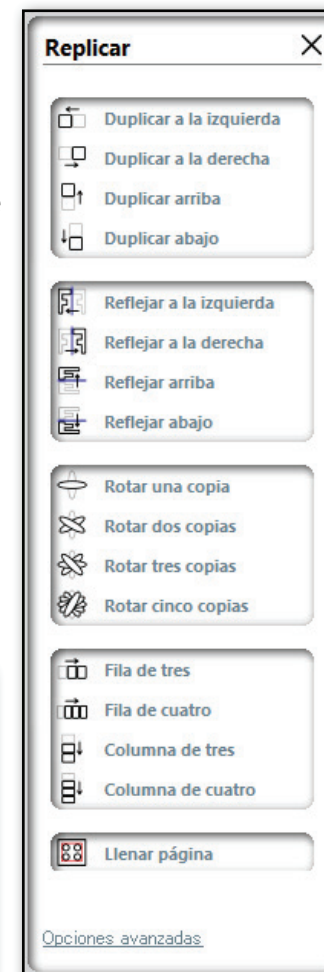 Replicar
Duplicar a la izquierda
Duplicar a la derecha
Duplicar arriba
Duplicar abajo
Reflejar a la izquierda
Reflejar a la derecha
Reflejar arriba
Reflejar abajo
Rotar una copia
Rotar dos copias
Rotar tres copias
Rotar cinco copias
Fila de tres
Fila de cuatro
Columna de tres
Columna de cuatro
Llenar página
Opciones avanzadas